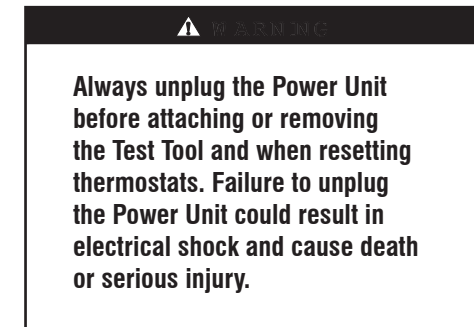 WARNING
Always unplug the Power Unit
before attaching or removing
the Test Tool and when resetting
thermostats. Failure to unplug
the Power Unit could result in
electrical shock and cause death
or serious injury.